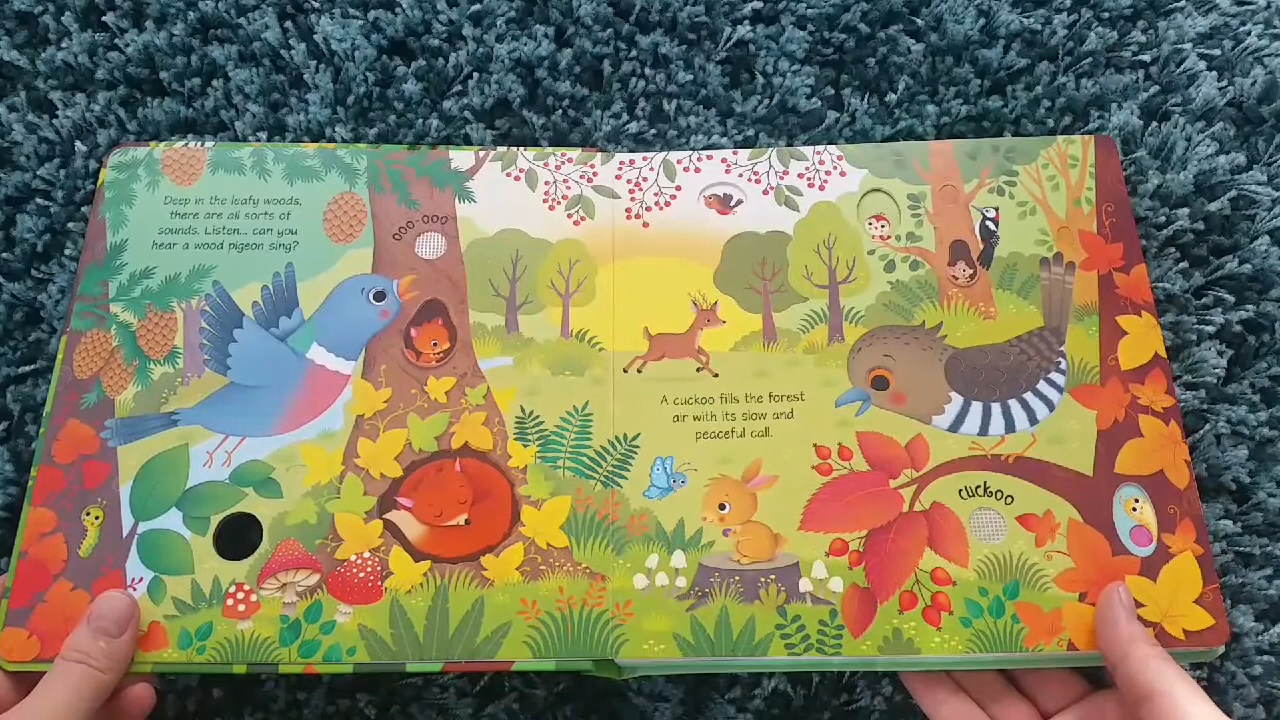 Deep in the leafy woods,
there are all sorts of
sounds. Listen... can you
hear a wood pigeon sing?
ooo-ooo
A cuckoo fills the forest
air with its slow and
peaceful call.
cuckoo